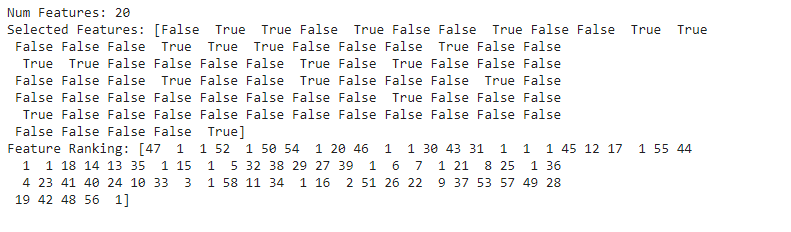 Num Features: 20
Selected Features: [False  True  True False  True False False  True False False  True  True
 False False False  True  True  True False False False  True False False
  True  True False False False False  True False  True False False False
 False False False  True False False  True False False False  True False
 False False False False False False False False  True False False False
  True False False False False False False False False False False False
 False False False False  True]
Feature Ranking: [47  1  1 52  1 50 54  1 20 46  1  1 30 43 31  1  1  1 45 12 17  1 55 44
  1  1 18 14 13 35  1 15  1  5 32 38 29 27 39  1  6  7  1 21  8 25  1 36
  4 23 41 40 24 10 33  3  1 58 11 34  1 16  2 51 26 22  9 37 53 57 49 28
 19 42 48 56  1]